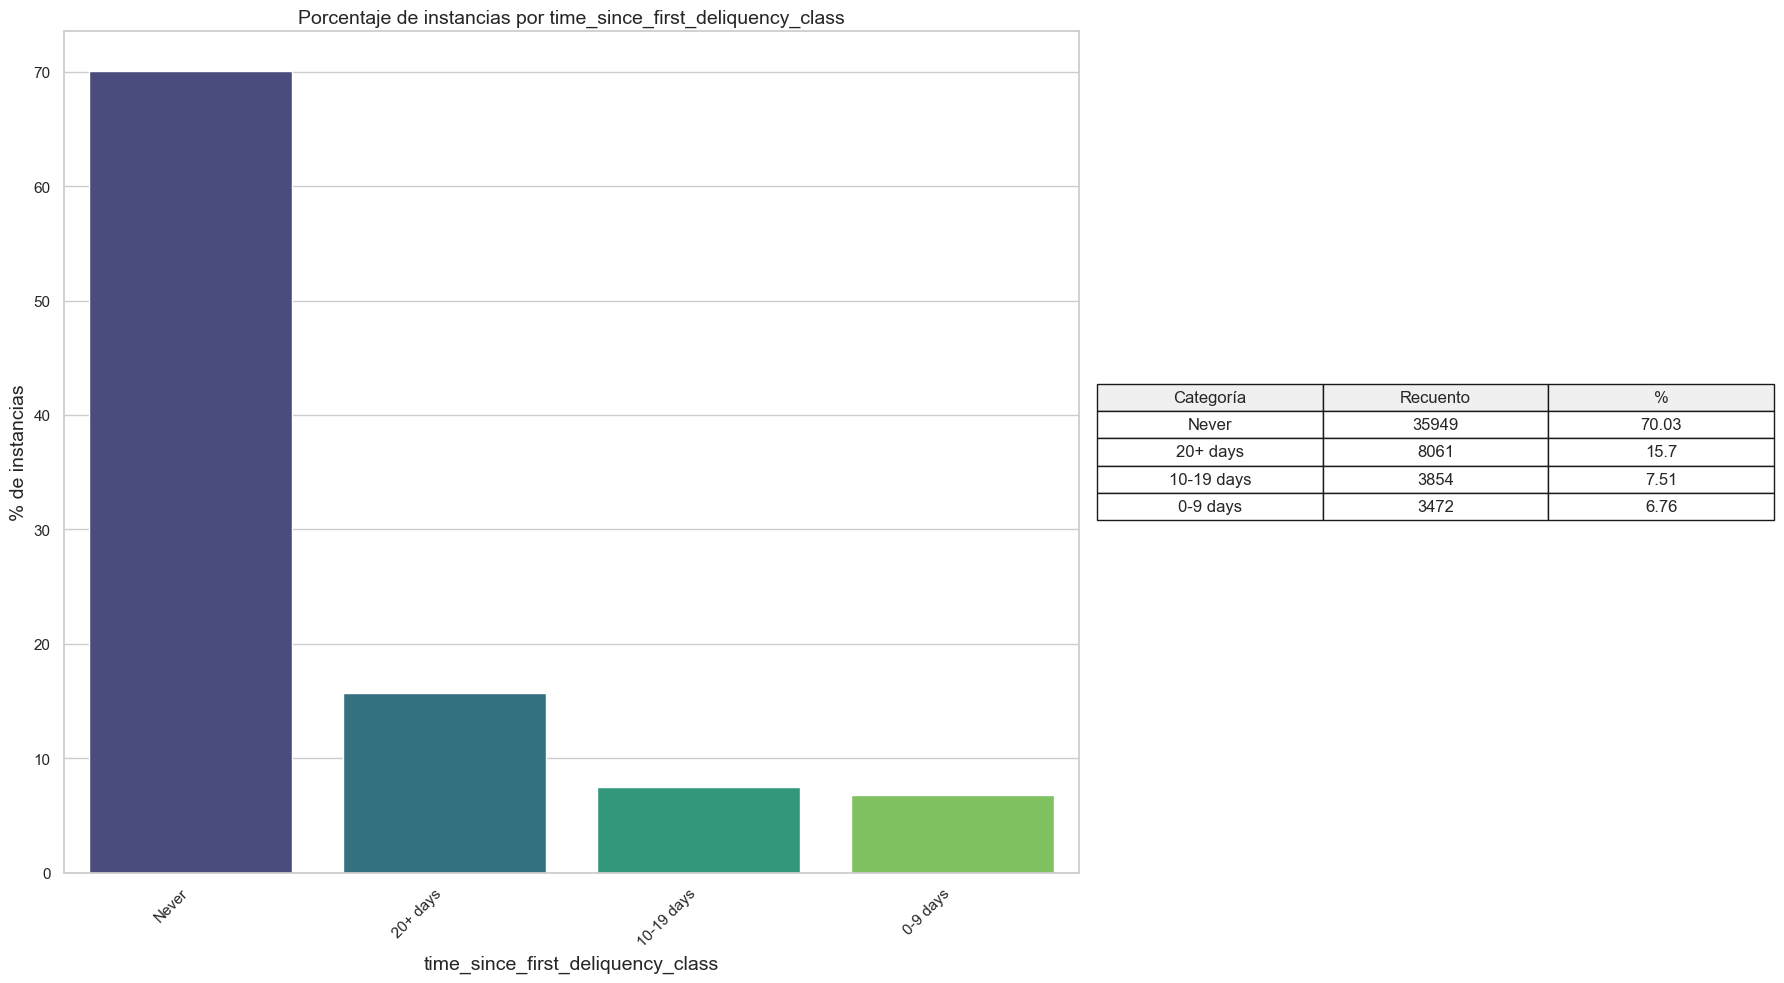 Porcentaje de instancias por time_since_first_deliquency_class
% de instancias
70
60
50
40
30
20
10
0
Never
20+ days
10-19 days
0-9 days
time_since_first_deliquency_class
Categoría Recuento %
Never 35949 70.03
20+ days 8061 15.7
10-19 days 3854 7.51
0-9 days 3472 6.76